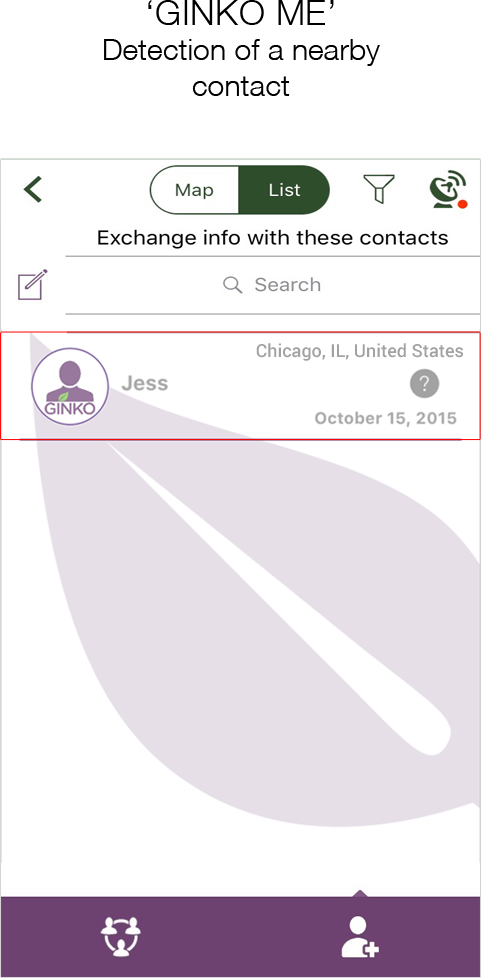 ‘GINKO ME’
Detection of a nearby
contact
Map
List
Exchange info with these contacts
Search
Chicago, IL, United States
Jess
?
GINKO
October 15, 2015